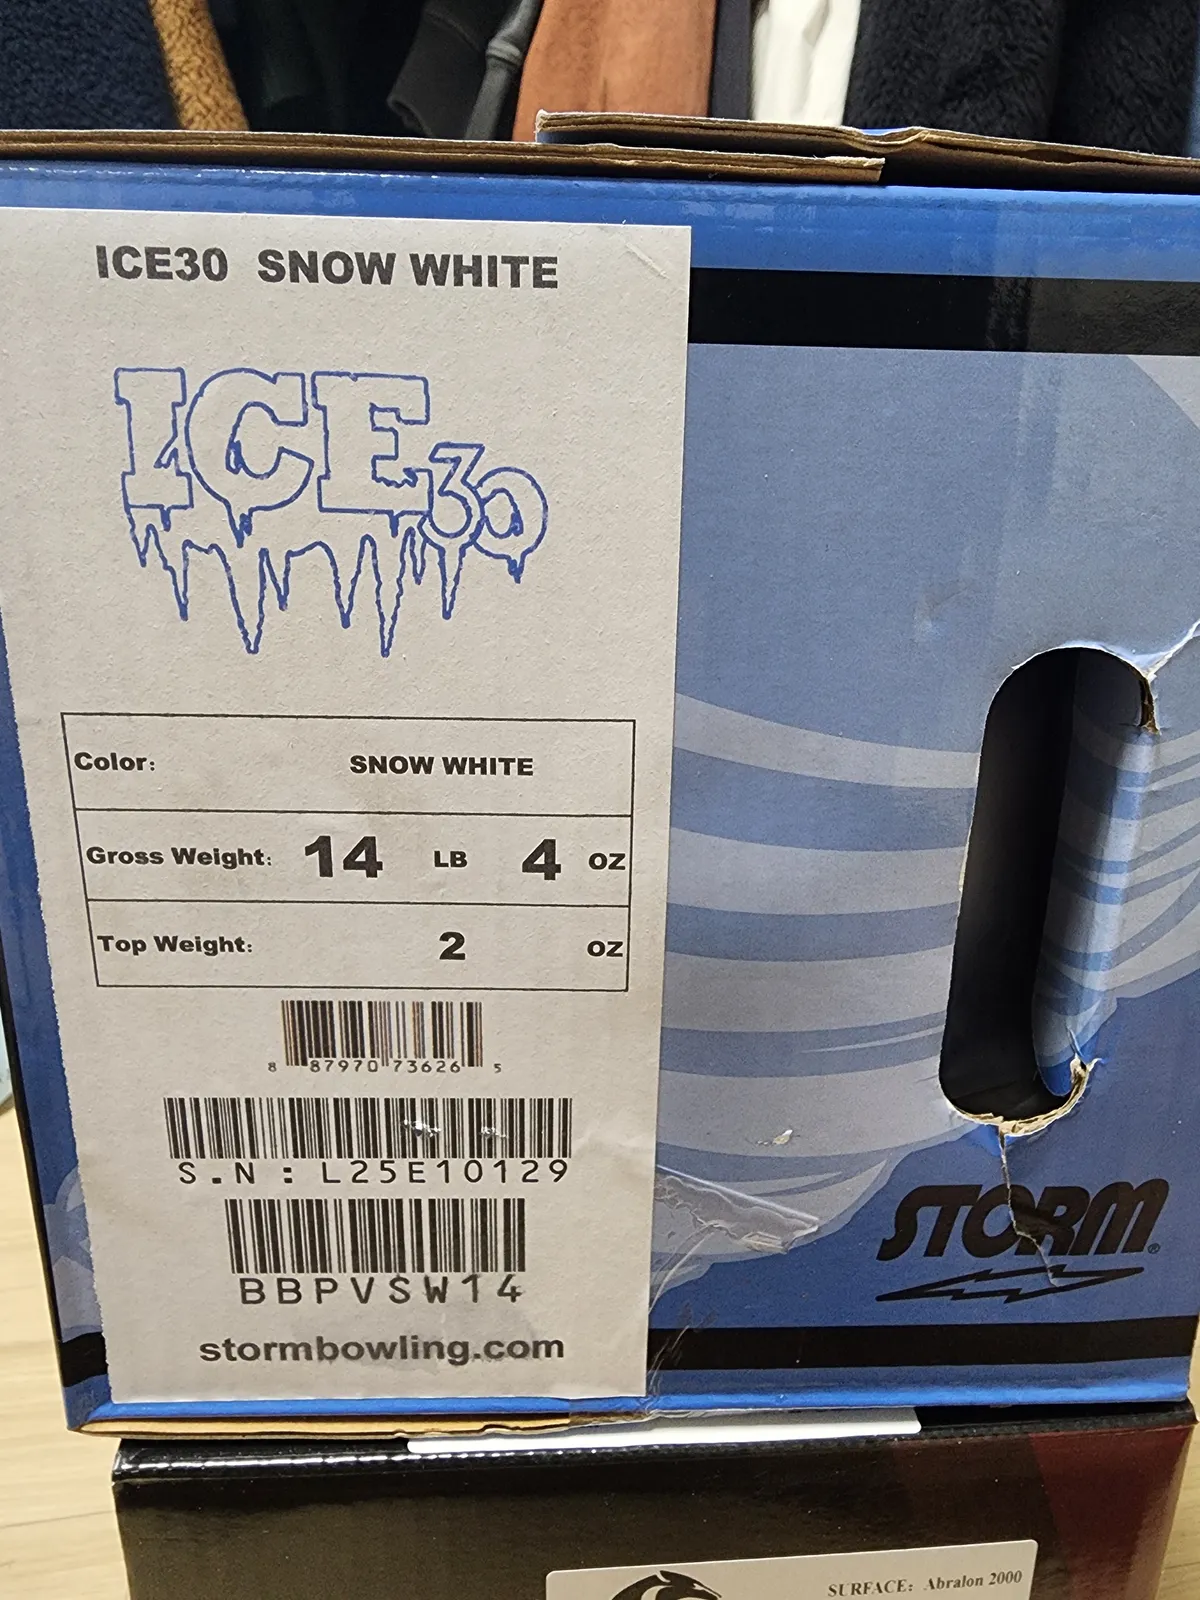 ICE30 SNOW WHITE
ICE30
Color: SNOW WHITE
Gross Weight: 14 LB 4 OZ
Top Weight: 2 OZ
8 87970 73626 5
S.N : L25E10129
BBPVSW14
stormbowling.com
STORM®
SURFACE: Abralon 2000